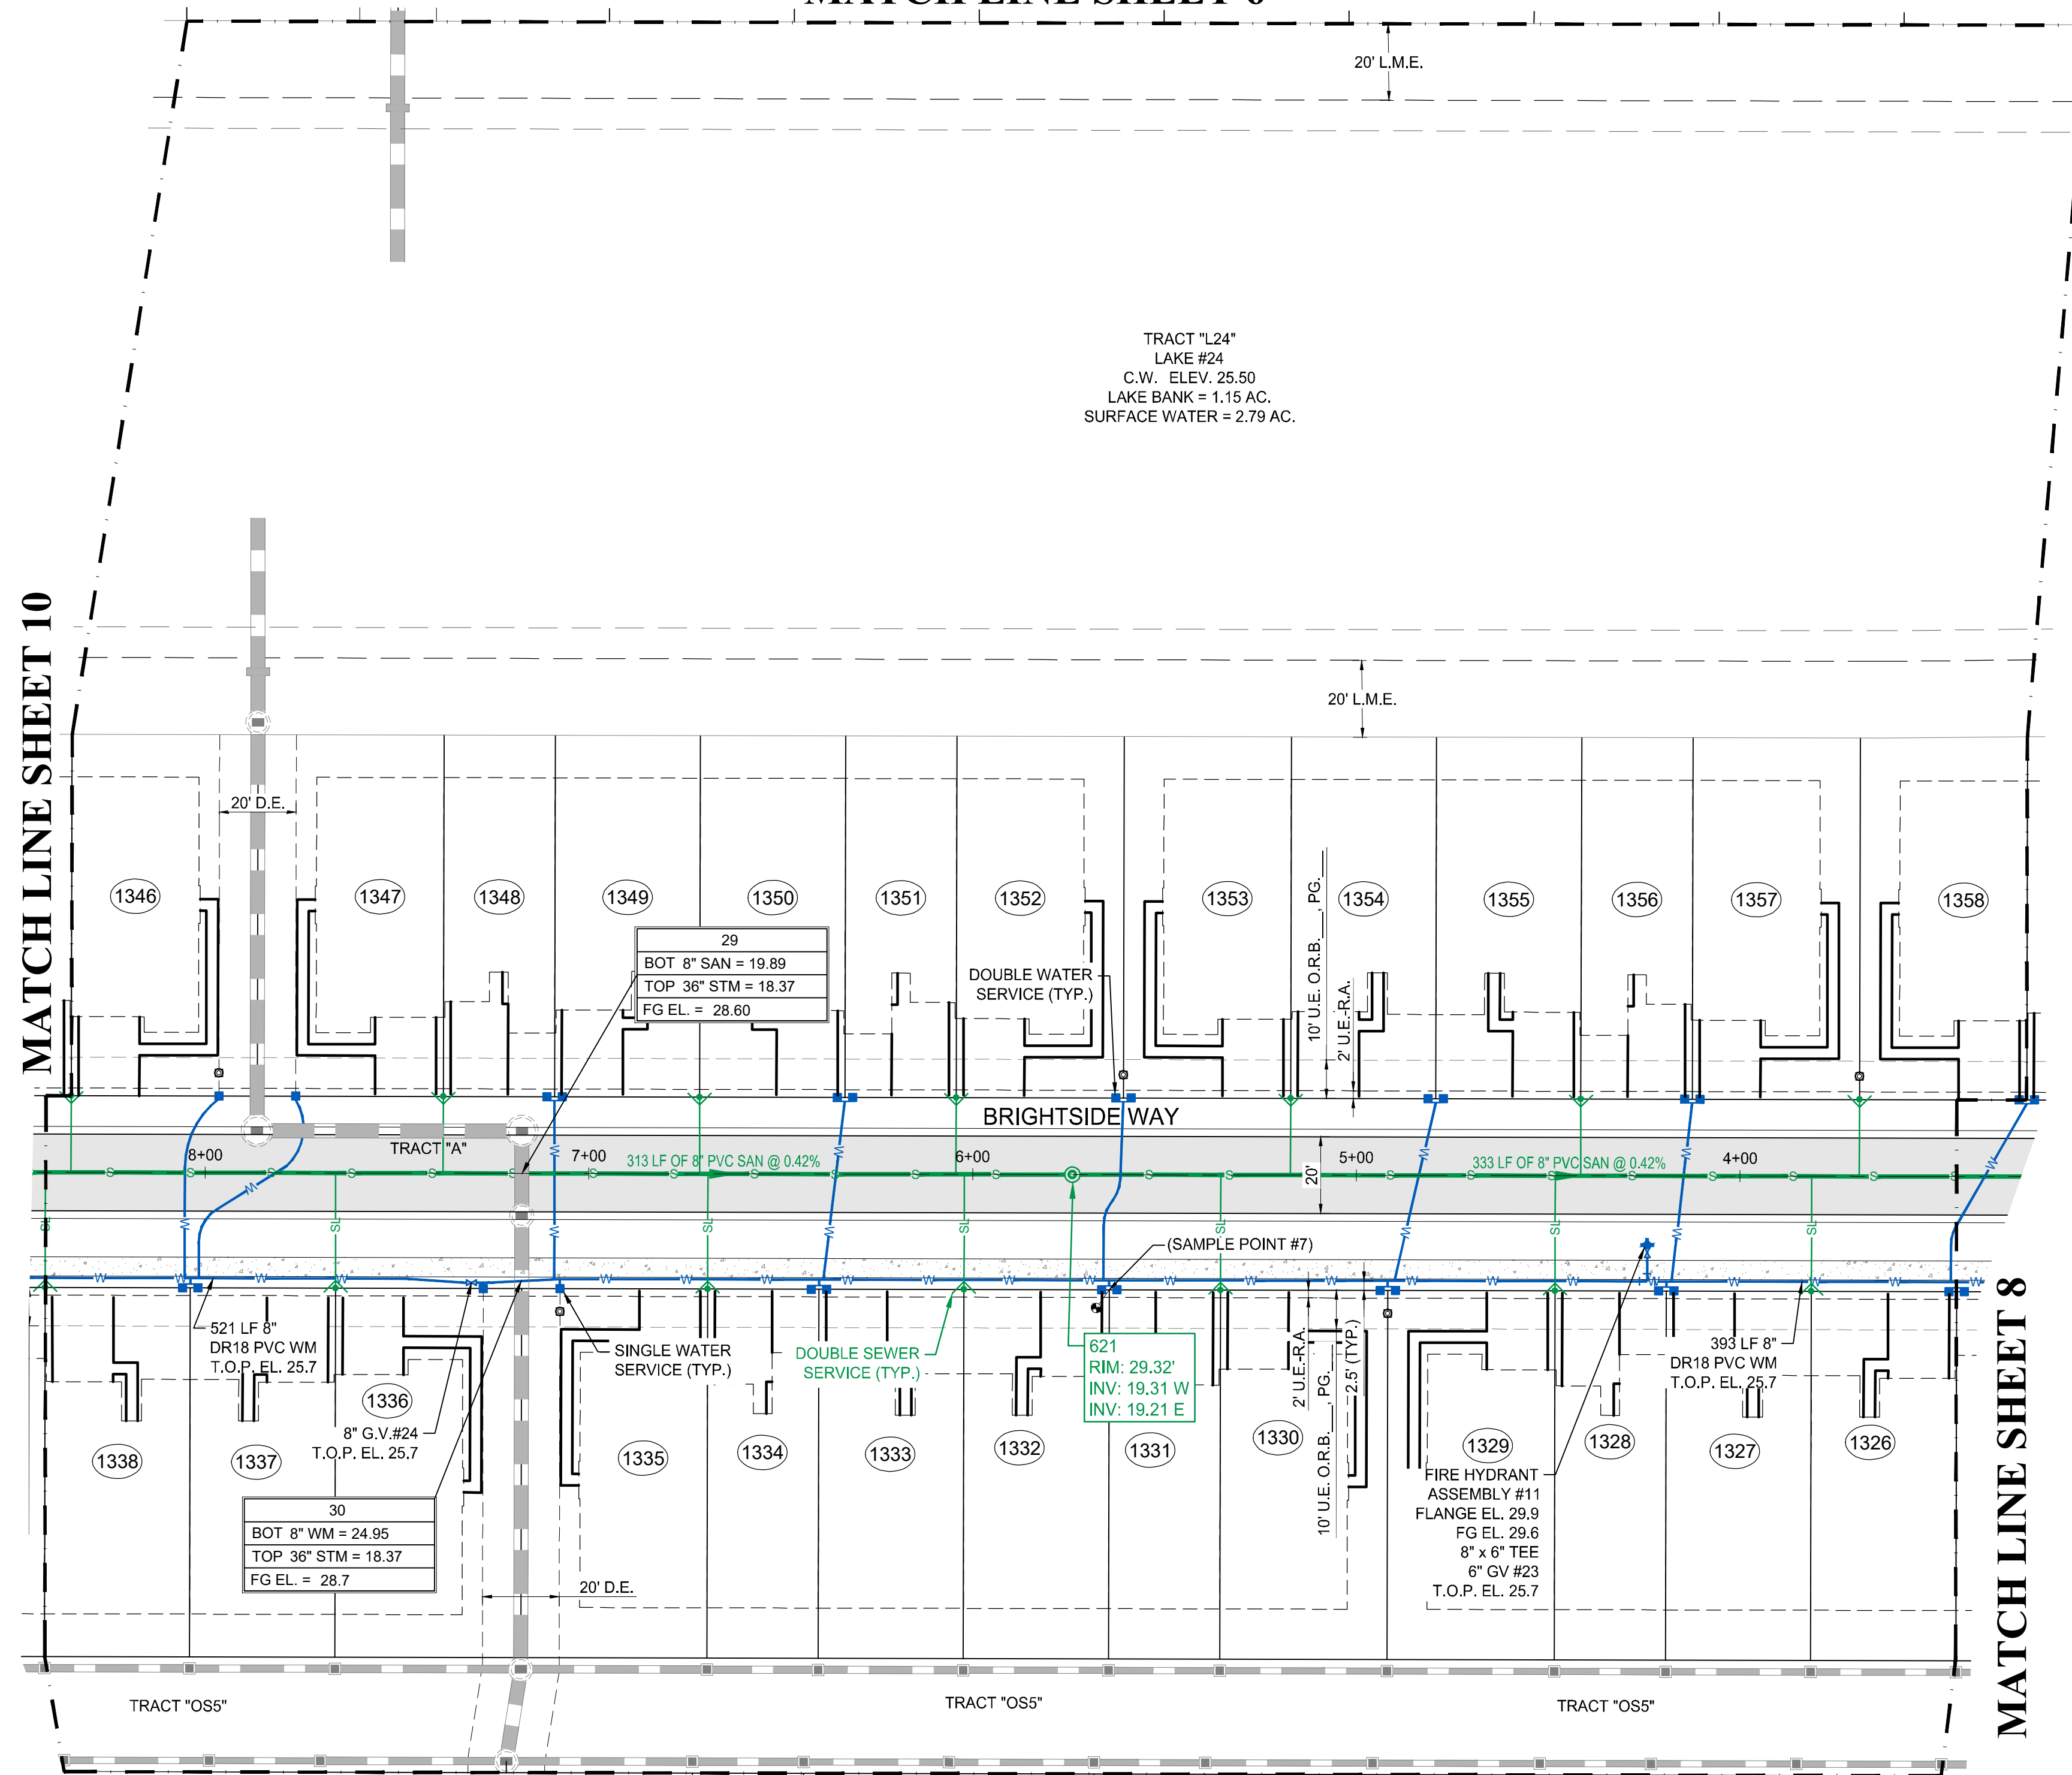 20' L.M.E.
TRACT "L24"
LAKE #24
C.W. ELEV. 25.50
LAKE BANK = 1.15 AC.
SURFACE WATER = 2.79 AC.
MATCH LINE SHEET 10
20' L.M.E.
20' D.E.
1346
1347
1348
1349
1350
1351
1352
1353
1354
1355
1356
1357
1358
29
BOT 8" SAN = 19.89
TOP 36" STM = 18.37
FG EL. = 28.60
DOUBLE WATER
SERVICE (TYP.)
10' U.E. O.R.B.___, PG.___
2' U.E.-R.A.
BRIGHTSIDE WAY
TRACT "A"
8+00
7+00
6+00
5+00
4+00
313 LF OF 8" PVC SAN @ 0.42%
333 LF OF 8" PVC SAN @ 0.42%
20'
(SAMPLE POINT #7)
521 LF 8"
DR18 PVC WM
T.O.P. EL. 25.7
SINGLE WATER
SERVICE (TYP.)
DOUBLE SEWER
SERVICE (TYP.)
621
RIM: 29.32'
INV: 19.31 W
INV: 19.21 E
2' U.E.-R.A.
10' U.E. O.R.B.___, PG.___
2.5' (TYP.)
393 LF 8"
DR18 PVC WM
T.O.P. EL. 25.7
8" G.V.#24
T.O.P. EL. 25.7
1338
1337
1336
1335
1334
1333
1332
1331
1330
1329
1328
1327
1326
FIRE HYDRANT
ASSEMBLY #11
FLANGE EL. 29.9
FG EL. 29.6
8" x 6" TEE
6" GV #23
T.O.P. EL. 25.7
30
BOT 8" WM = 24.95
TOP 36" STM = 18.37
FG EL. = 28.7
20' D.E.
MATCH LINE SHEET 8
TRACT "OS5"
TRACT "OS5"
TRACT "OS5"